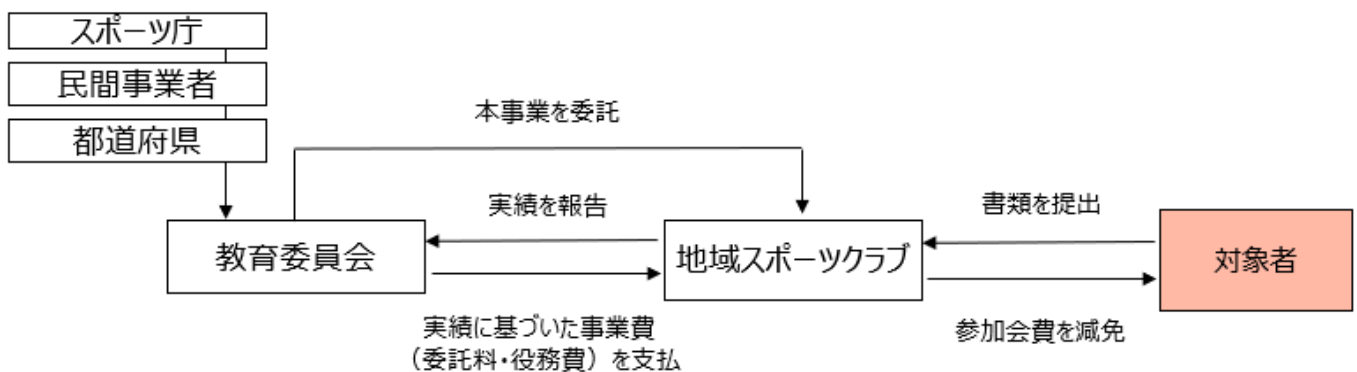 スポーツ庁
民間事業者
都道府県
本事業を委託
実績を報告
書類を提出
教育委員会
地域スポーツクラブ
対象者
実績に基づいた事業費
（委託料・役務費）を支払
参加会費を減免